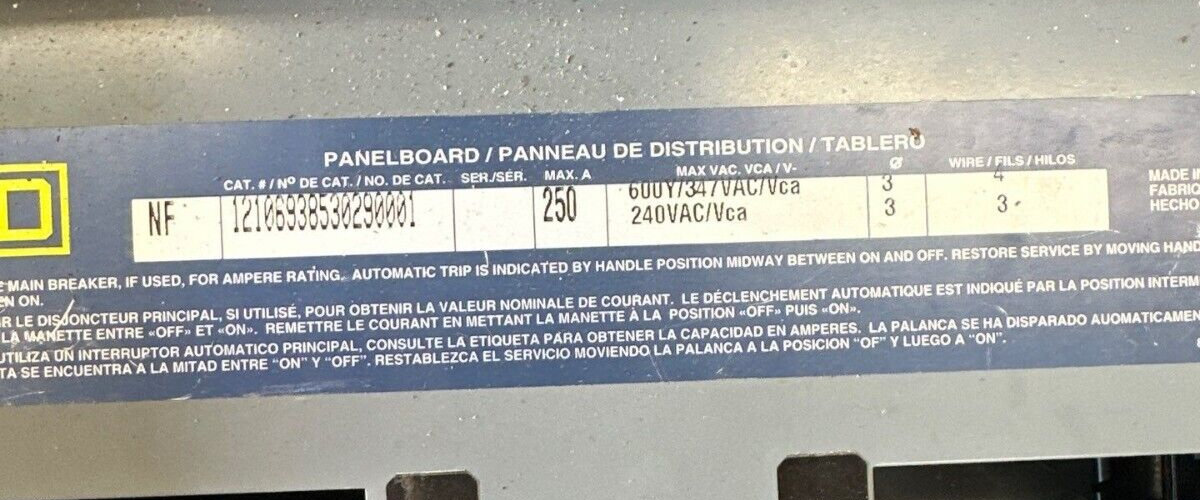 PANELBOARD / PANNEAU DE DISTRIBUTION / TABLERO
CAT. # / Nº DE CAT. / NO. DE CAT. SER./SÉR. MAX. A MAX VAC. VCA / V~ Ø WIRE / FILS / HILOS
NF 12106938530290001 250 600Y/347VAC/Vca 3 4
240VAC/Vca 3 3
D
MADE IN
FABRIQ
HECHO
MAIN BREAKER, IF USED, FOR AMPERE RATING. AUTOMATIC TRIP IS INDICATED BY HANDLE POSITION MIDWAY BETWEEN ON AND OFF. RESTORE SERVICE BY MOVING HAND
EN ON.
R LE DISJONCTEUR PRINCIPAL, SI UTILISÉ, POUR OBTENIR LA VALEUR NOMINALE DE COURANT. LE DÉCLENCHEMENT AUTOMATIQUE EST INDIQUÉ PAR LA POSITION INTERM
LA MANETTE ENTRE «OFF» ET «ON». REMETTRE LE COURANT EN METTANT LA MANETTE À LA POSITION «OFF» PUIS «ON».
UTILIZA UN INTERRUPTOR AUTOMATICO PRINCIPAL, CONSULTE LA ETIQUETA PARA OBTENER LA CAPACIDAD EN AMPERES. LA PALANCA SE HA DISPARADO AUOMATICAMEN
TA SE ENCUENTRA A LA MITAD ENTRE "ON" Y "OFF". RESTABLEZCA EL SERVICIO MOVIENDO LA PALANCA A LA POSICION "OF" Y LUEGO A "ON".